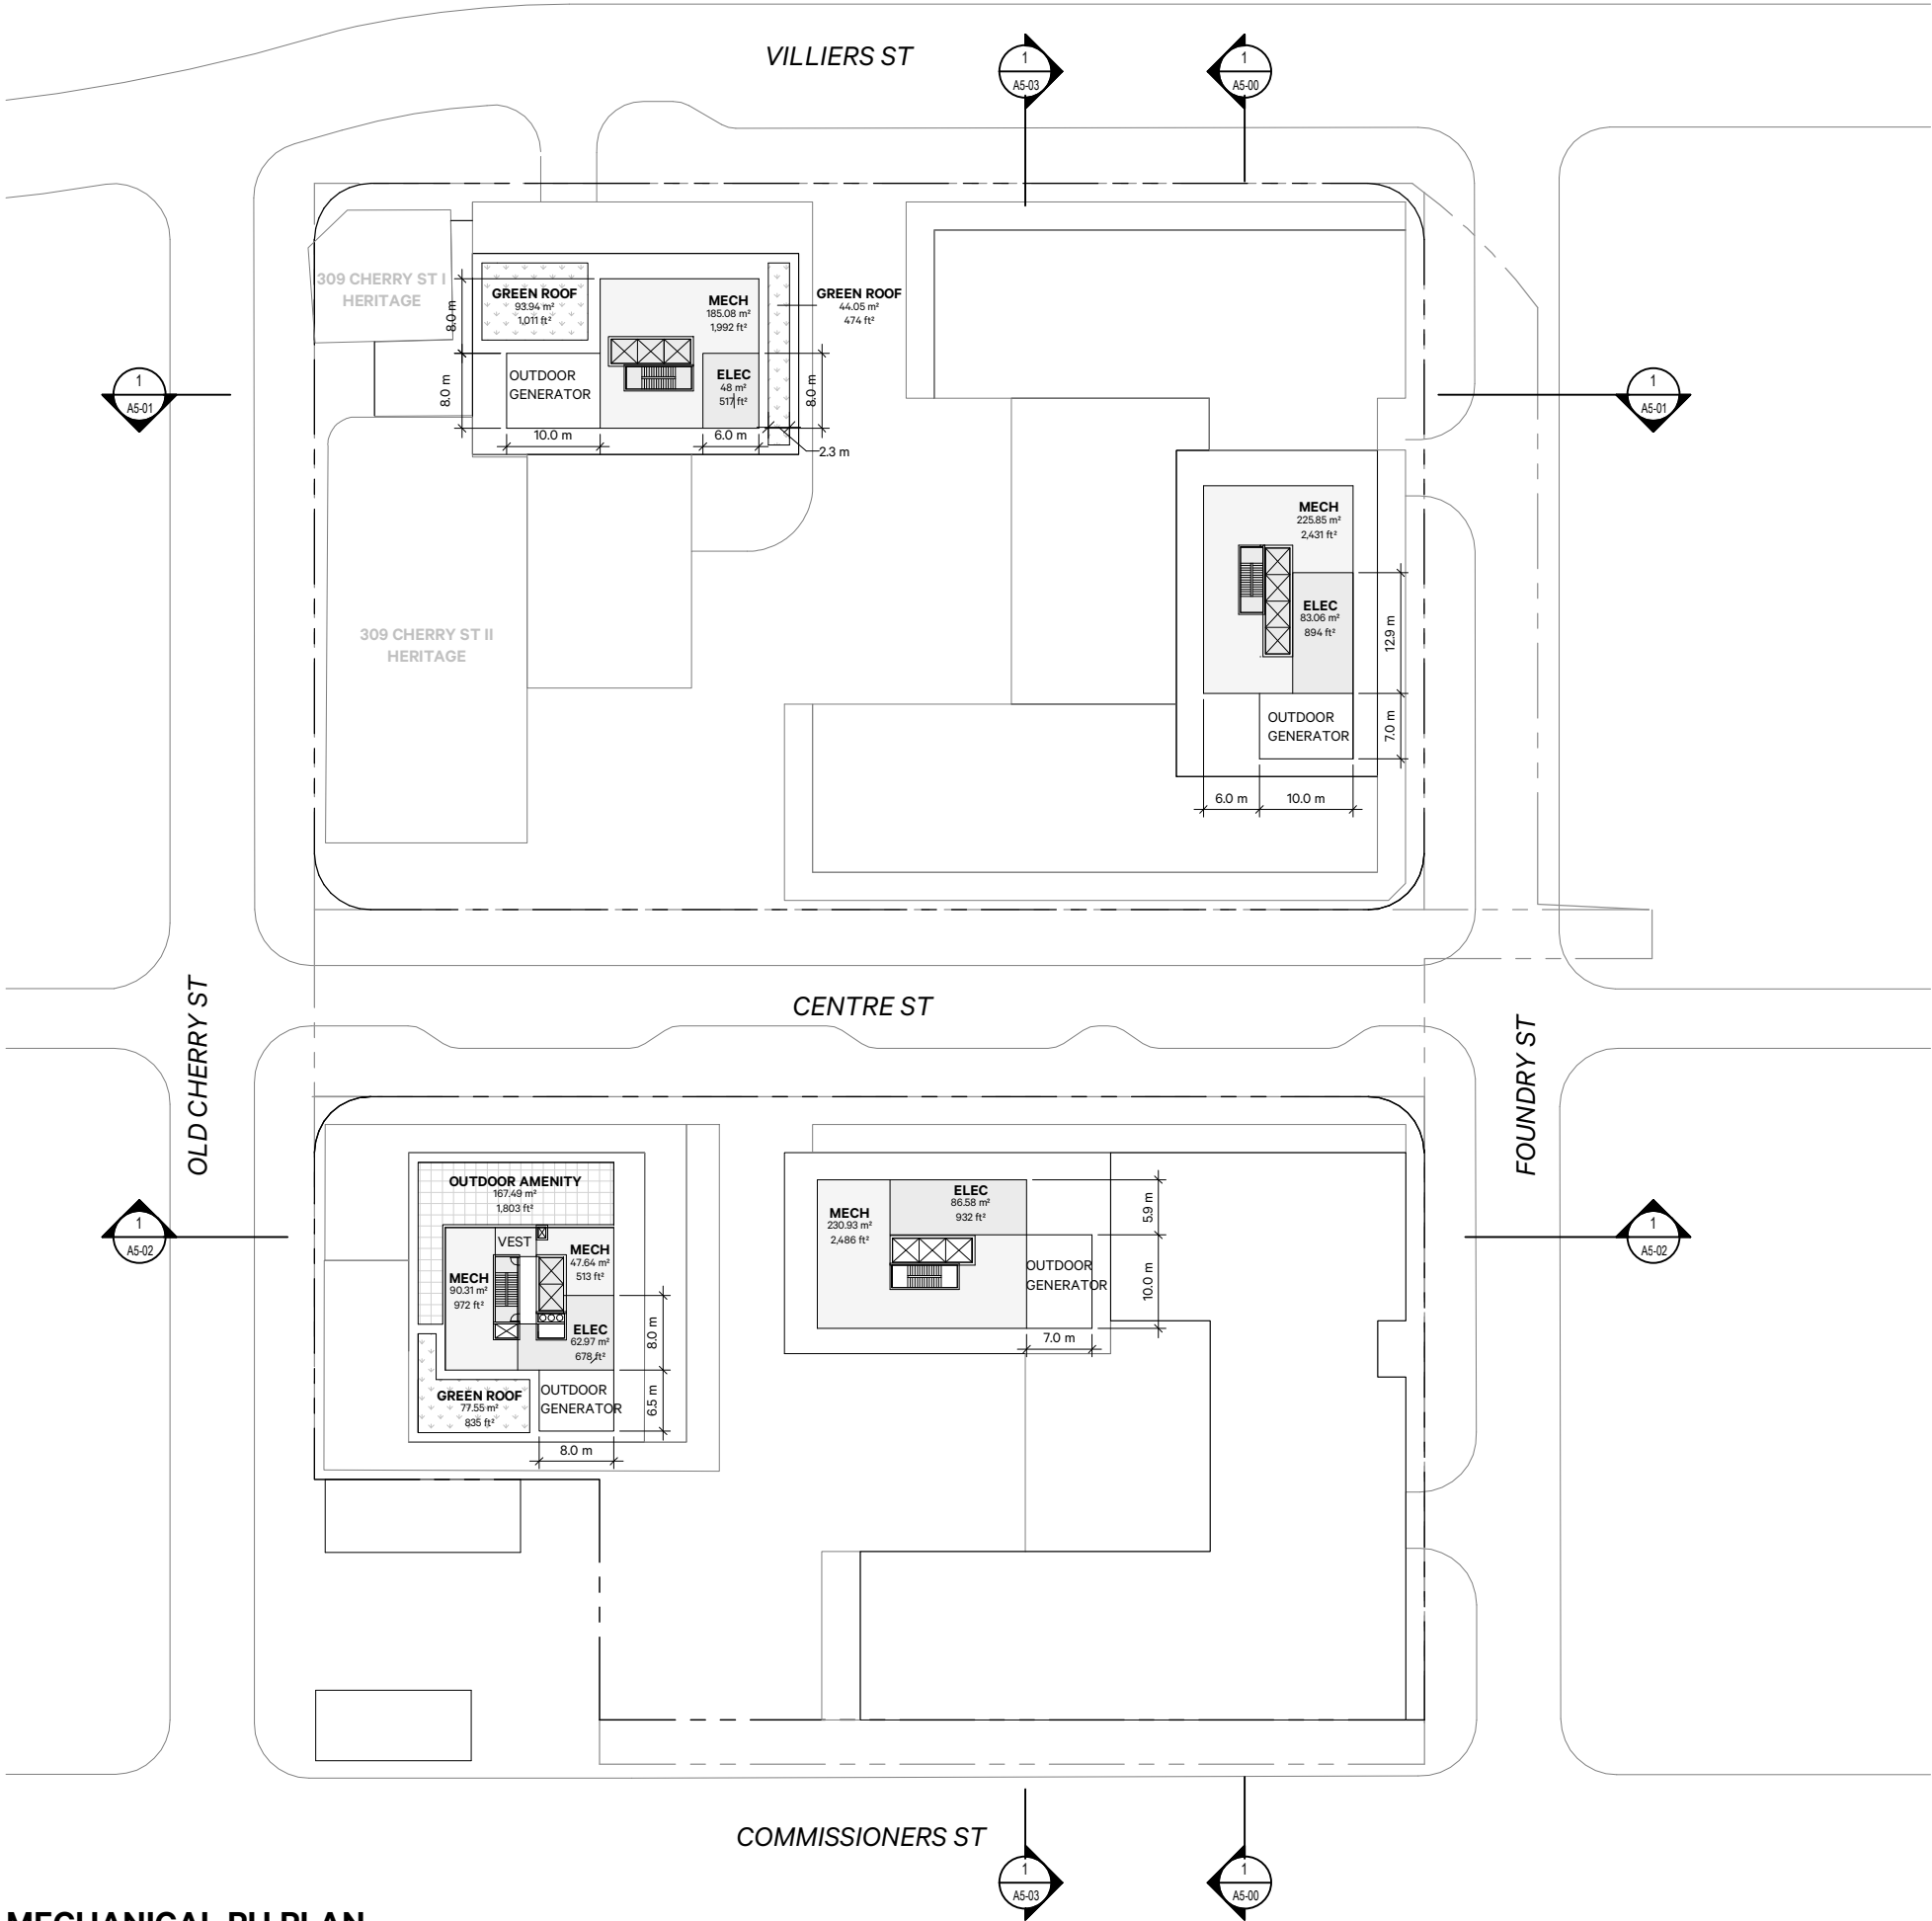 VILLIERS ST
1
A5-03
1
A5-00
309 CHERRY ST I
HERITAGE
GREEN ROOF
93.94 m²
1,011 ft²
MECH
185.08 m²
1,992 ft²
GREEN ROOF
44.05 m²
474 ft²
8.0 m
8.0 m
OUTDOOR
GENERATOR
ELEC
48 m²
517 ft²
8.0 m
10.0 m
6.0 m
2.3 m
1
A5-01
1
A5-01
MECH
225.85 m²
2,431 ft²
ELEC
83.06 m²
894 ft²
12.9 m
309 CHERRY ST II
HERITAGE
OUTDOOR
GENERATOR
7.0 m
6.0 m
10.0 m
OLD CHERRY ST
CENTRE ST
FOUNDRY ST
OUTDOOR AMENITY
167.49 m²
1,803 ft²
VEST
MECH
47.64 m²
513 ft²
MECH
90.31 m²
972 ft²
ELEC
62.97 m²
678 ft²
8.0 m
GREEN ROOF
77.55 m²
835 ft²
OUTDOOR
GENERATOR
6.5 m
8.0 m
MECH
230.93 m²
2,486 ft²
ELEC
86.58 m²
932 ft²
5.9 m
OUTDOOR
GENERATOR
10.0 m
7.0 m
1
A5-02
1
A5-02
COMMISSIONERS ST
1
A5-03
1
A5-00
MECHANICAL PH PLAN